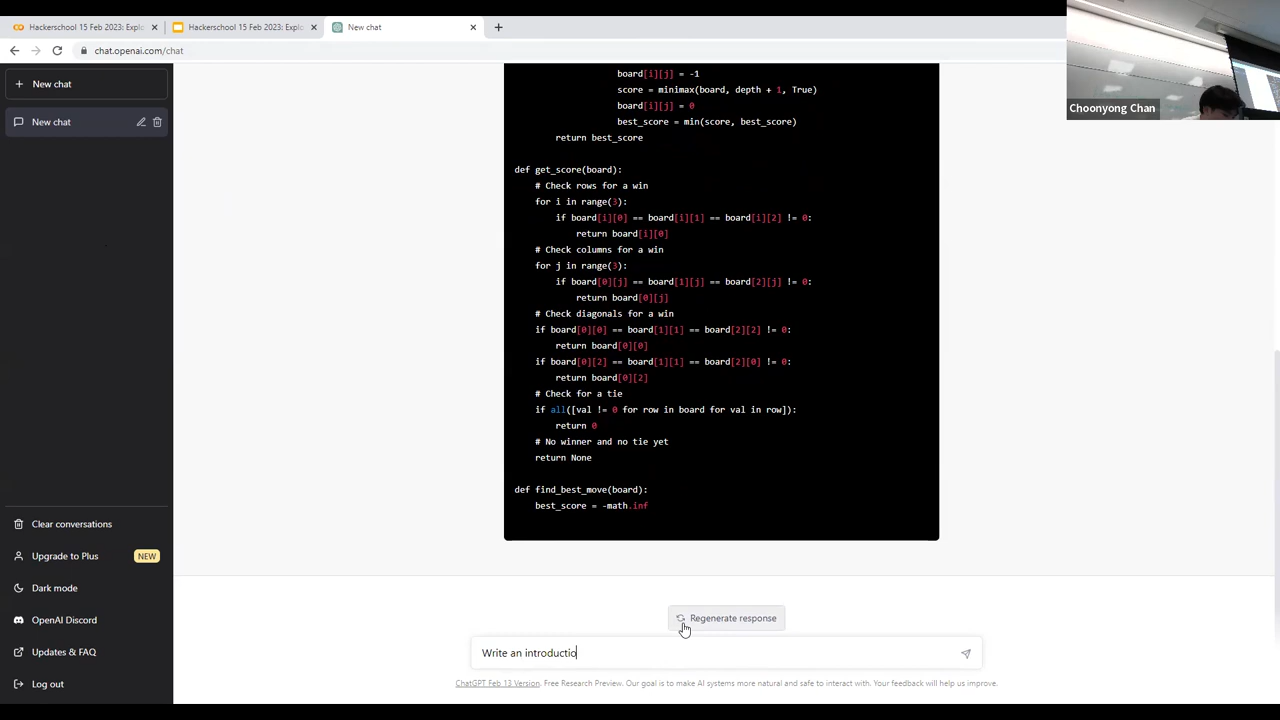 Hackerschool 15 Feb 2023: Explo
Hackerschool 15 Feb 2023: Explo
New chat
chat.openai.com/chat
Choonyong Chan
New chat
New chat
board[i][j] = -1
score = minimax(board, depth + 1, True)
board[i][j] = 0
best_score = min(score, best_score)
return best_score
def get_score(board):
# Check rows for a win
for i in range(3):
if board[i][0] == board[i][1] == board[i][2] != 0:
return board[i][0]
# Check columns for a win
for j in range(3):
if board[0][j] == board[1][j] == board[2][j] != 0:
return board[0][j]
# Check diagonals for a win
if board[0][0] == board[1][1] == board[2][2] != 0:
return board[0][0]
if board[0][2] == board[1][1] == board[2][0] != 0:
return board[0][2]
# Check for a tie
if all([val != 0 for row in board for val in row]):
return 0
# No winner and no tie yet
return None
def find_best_move(board):
best_score = -math.inf
Clear conversations
Upgrade to Plus NEW
Dark mode
OpenAI Discord
Updates & FAQ
Log out
Regenerate response
Write an introductio
ChatGPT Feb 13 Version. Free Research Preview. Our goal is to make AI systems more natural and safe to interact with. Your feedback will help us improve.